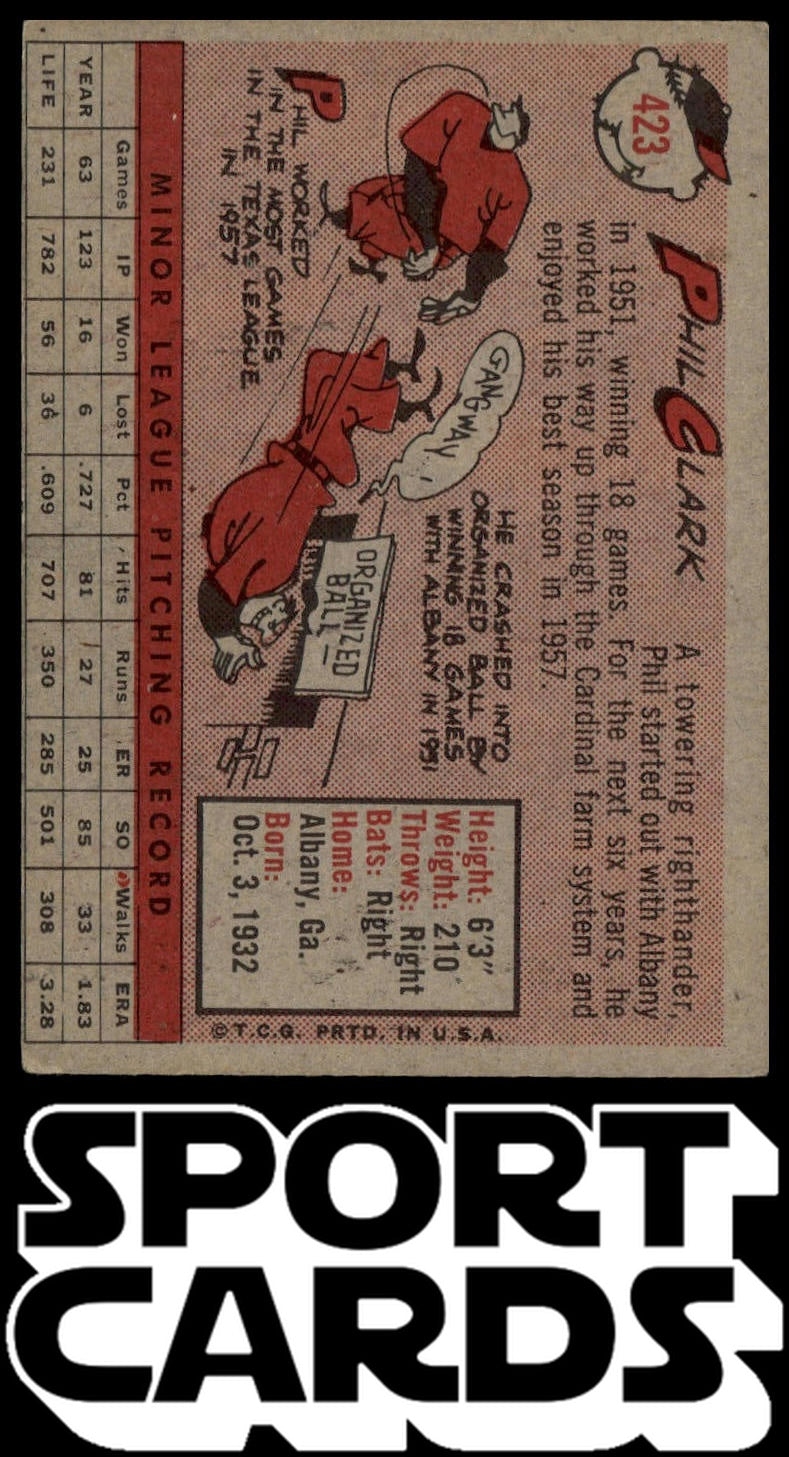 423
PHIL CLARK
A towering righthander,
Phil started out with Albany
in 1951, winning 18 games. For the next six years, he
worked his way up through the Cardinal farm system and
enjoyed his best season in 1957.
PHIL WORKED
IN THE MOST GAMES
IN THE TEXAS LEAGUE
IN 1957
GANGWAY-
HE CRASHED INTO
ORGANIZED BALL BY
WINNING 18 GAMES
WITH ALBANY IN 1951
ORGANIZED
BALL
Height: 6'3"
Weight: 210
Throws: Right
Bats: Right
Home:
Albany, Ga.
Born:
Oct. 3, 1932
© T.C.G. PRTD. IN U.S.A.
MINOR LEAGUE PITCHING RECORD
Games IP Won Lost Pct Hits Runs ER SO Walks ERA
YEAR 63 123 16 6 .727 81 27 25 85 33 1.83
LIFE 231 782 56 36 .609 707 350 285 501 308 3.28
SPORT
CARDS